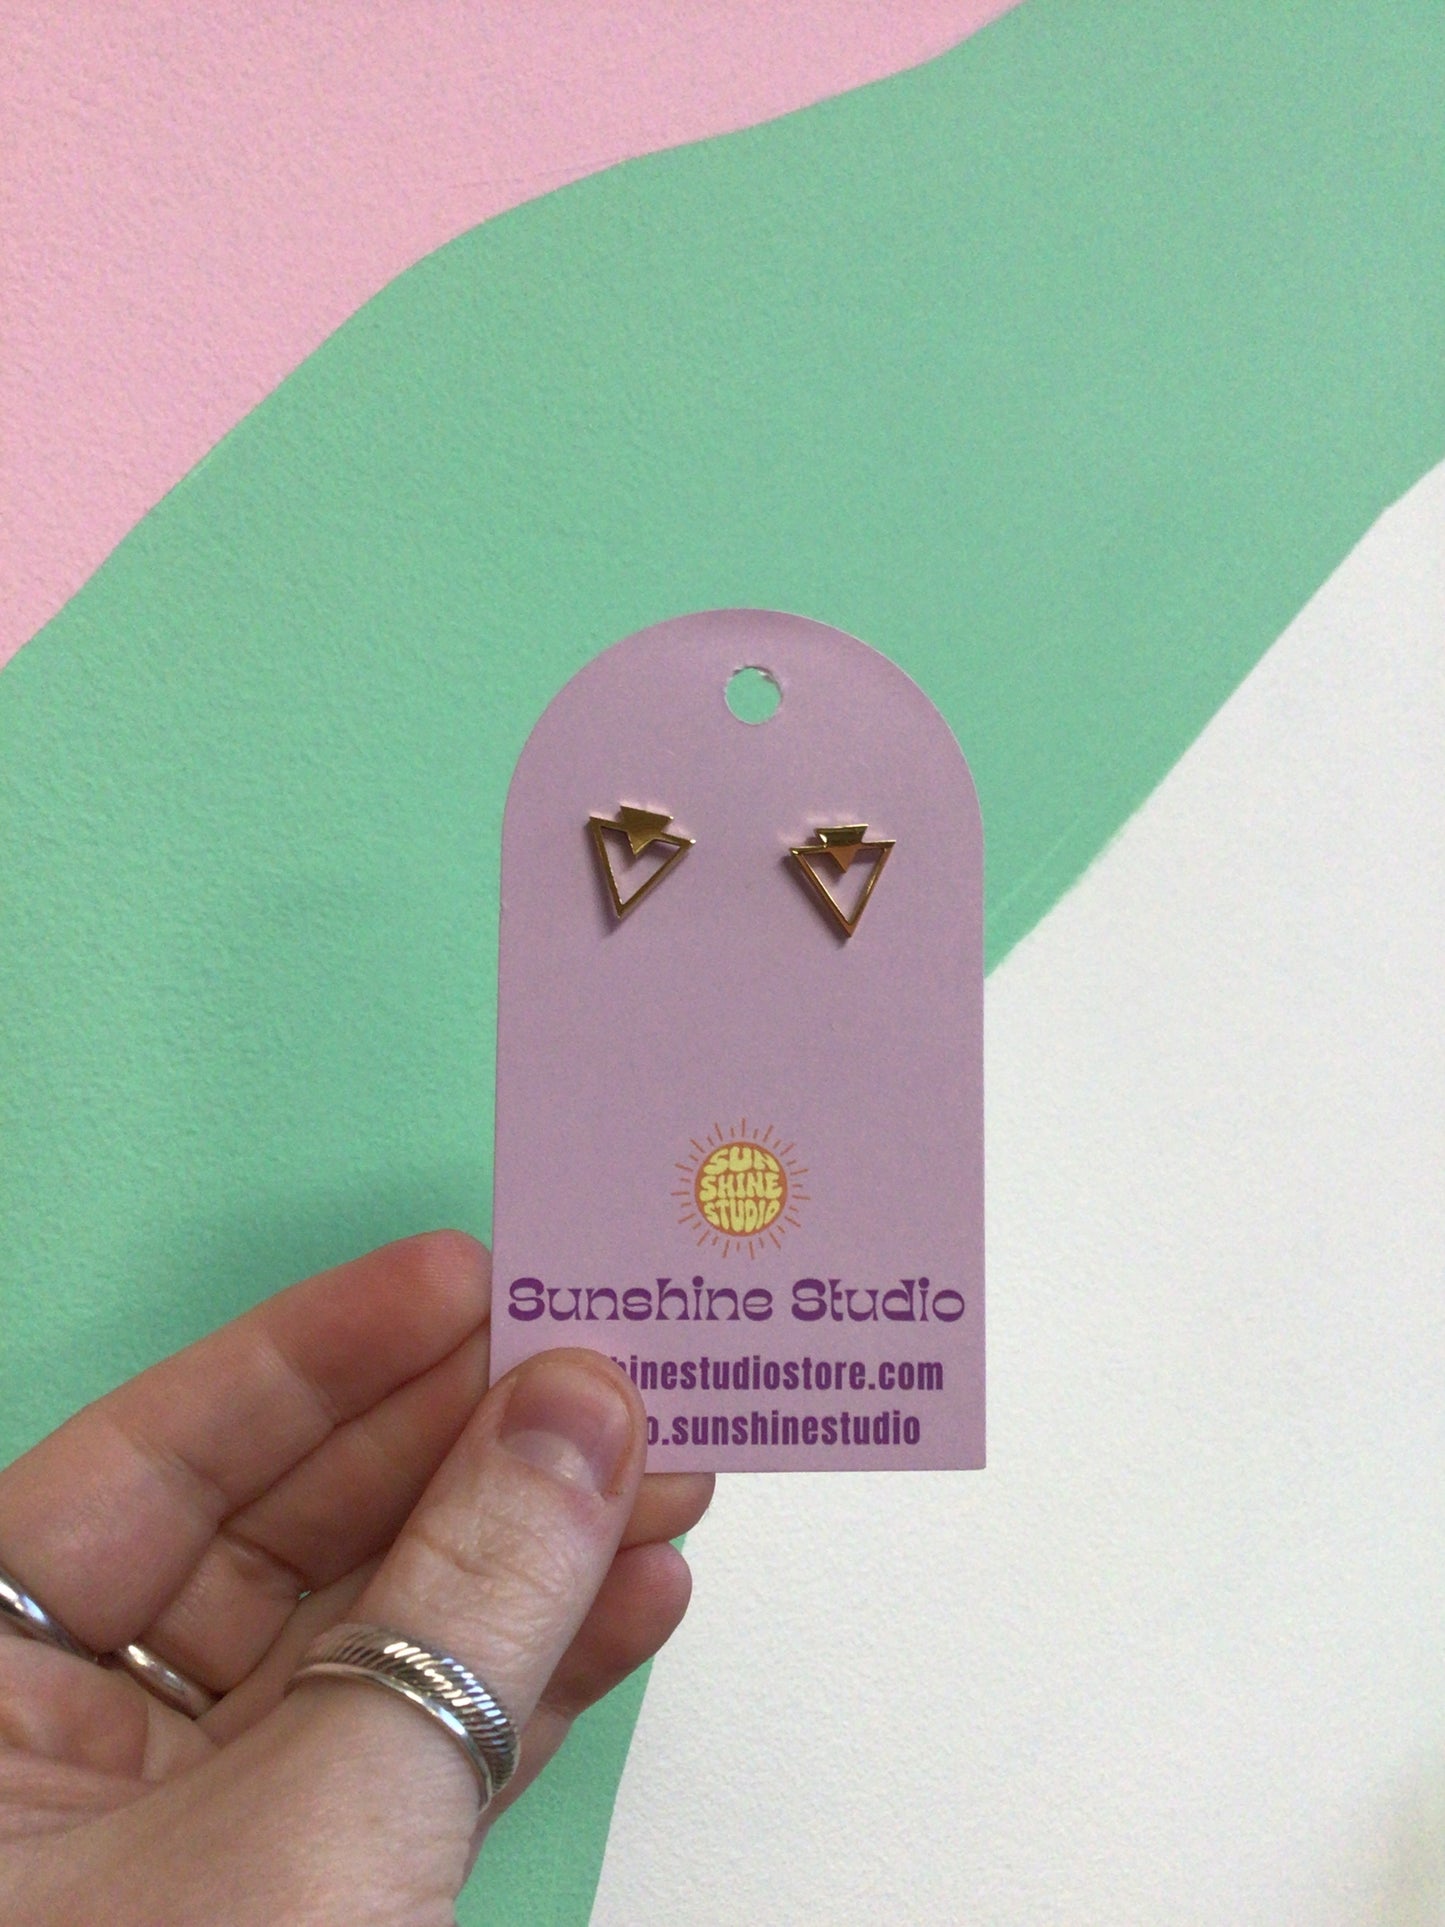 SUN
SHINE
STUDIO
Sunshine Studio
hinestudiostore.com
o.sunshinestudio